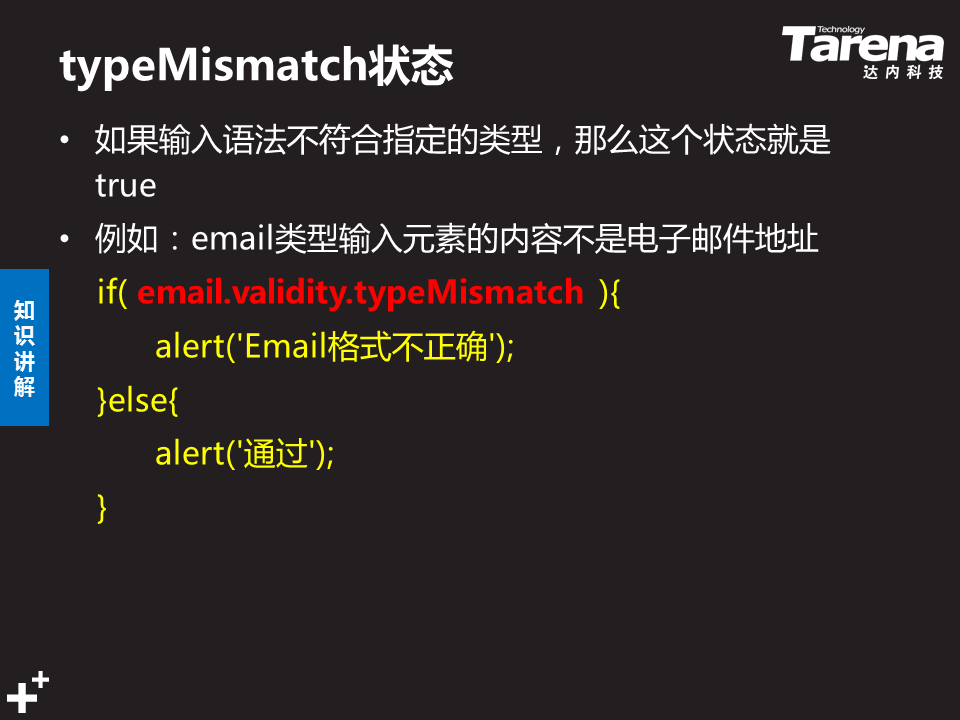 typeMismatch状态
Technology
Tarena
达内科技
• 如果输入语法不符合指定的类型，那么这个状态就是
true
• 例如：email类型输入元素的内容不是电子邮件地址
if( email.validity.typeMismatch ){
alert('Email格式不正确');
}else{
alert('通过');
}
知
识
讲
解